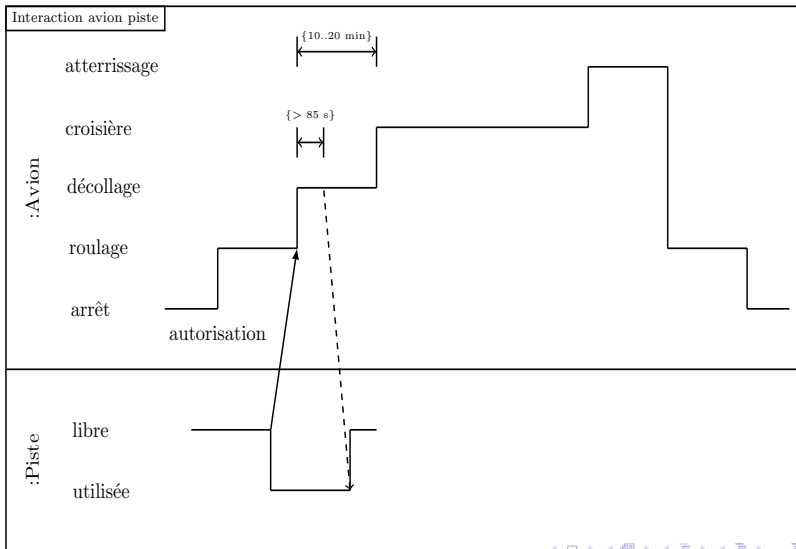 Interaction avion piste
{10..20 min}
atterrissage
{> 85 s}
croisière
:Avion
décollage
roulage
arrêt
autorisation
libre
:Piste
utilisée